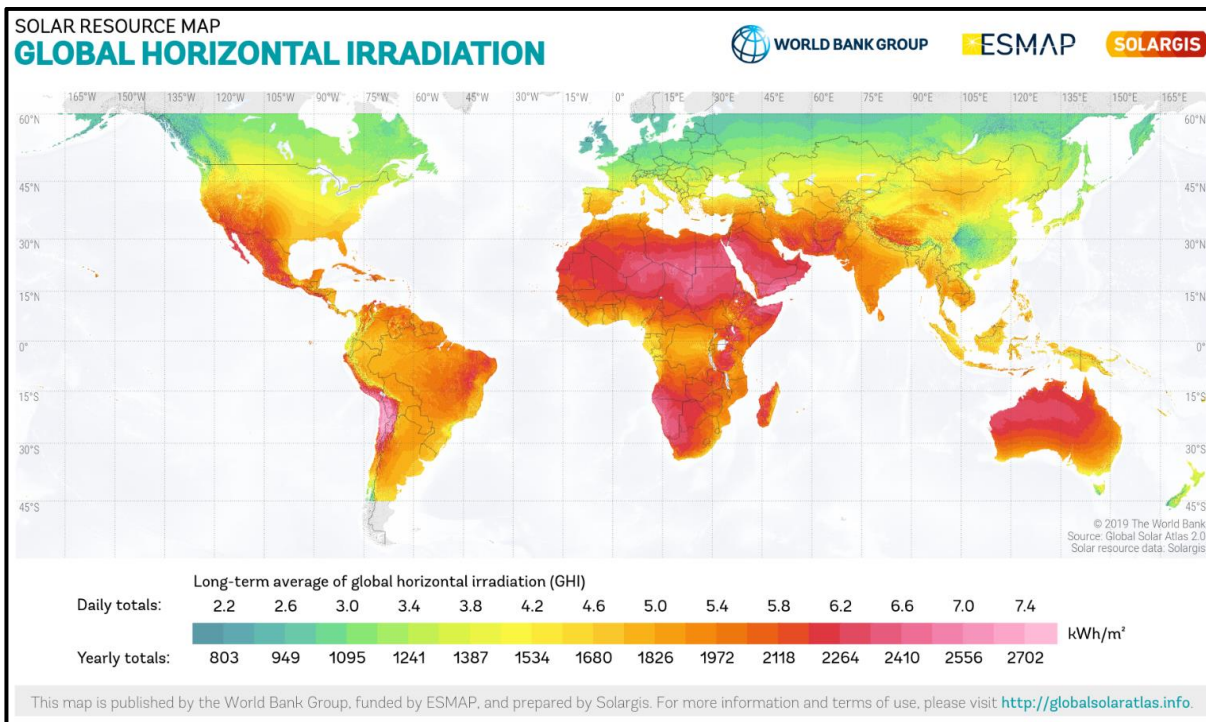 SOLAR RESOURCE MAP
GLOBAL HORIZONTAL IRRADIATION
WORLD BANK GROUP
ESMAP
SOLARGIS
165°W 150°W 135°W 120°W 90°W 75°W 60°W 45°W 30°W 15°W 0° 15°E 30°E 45°E 60°E 75°E 90°E 105°E 120°E 135°E 150°E 165°E
60°N 60°N
45°N 45°N
30°N 30°N
15°N 15°N
0° 0°
15°S 15°S
30°S 30°S
45°S 45°S
© 2019 The World Bank
Source: Global Solar Atlas 2.0
Solar resource data: Solargis
Long-term average of global horizontal irradiation (GHI)
Daily totals: 2.2 2.6 3.0 3.4 3.8 4.2 4.6 5.0 5.4 5.8 6.2 6.6 7.0 7.4
kWh/m²
Yearly totals: 803 949 1095 1241 1387 1534 1680 1826 1972 2118 2264 2410 2556 2702
This map is published by the World Bank Group, funded by ESMAP, and prepared by Solargis. For more information and terms of use, please visit http://globalsolaratlas.info.